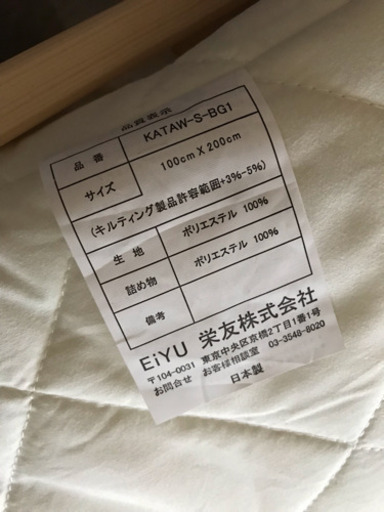 品質表示
品番 KATAW-S-BG1
サイズ 100cm X 200cm
(キルティング製品許容範囲+3%-5%)
生地 ポリエステル 100%
詰め物 ポリエステル 100%
備考
EiYU 栄友株式会社
〒104-0031 東京中央区京橋2丁目1番1号
お問合せ お客様相談室 03-3548-8020
日本製